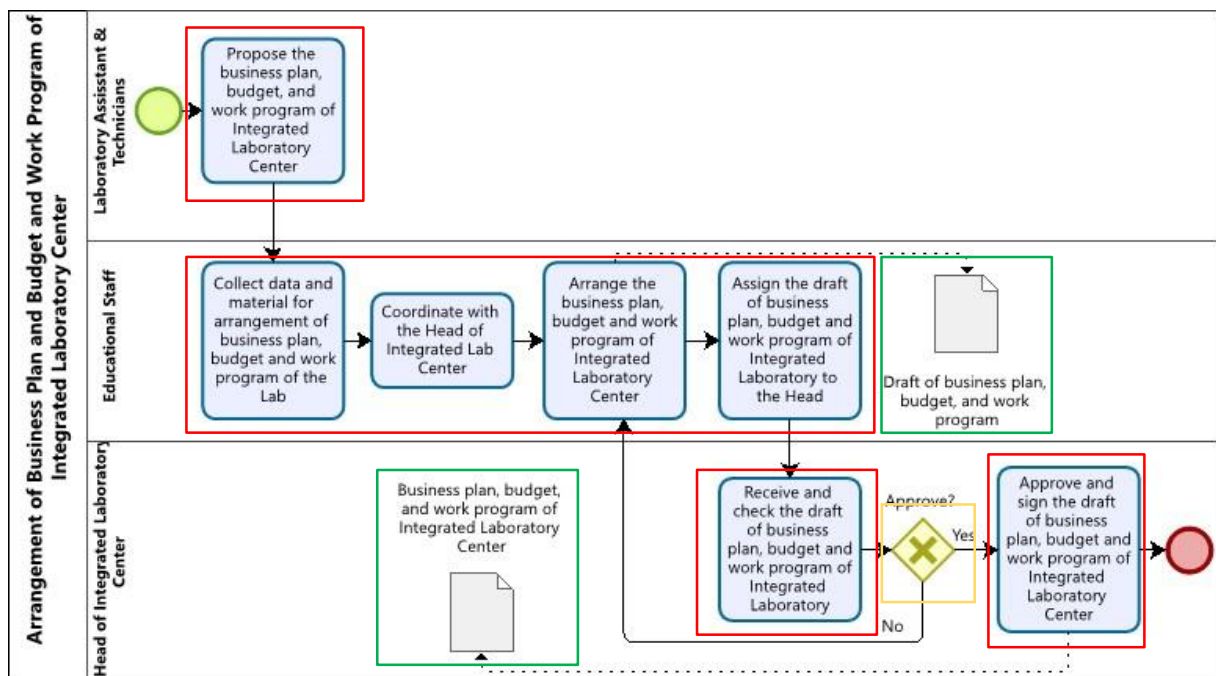 Arrangement of Business Plan and Budget and Work Program of
Integrated Laboratory Center
Laboratory Assisstant &
Technicians
Propose the
business plan,
budget, and
work program of
Integrated
Laboratory
Center
Educational Staff
Collect data and
material for
arrangement of
business plan,
budget and work
program of the
Lab
Coordinate with
the Head of
Integrated Lab
Center
Arrange the
business plan,
budget and work
program of
Integrated
Laboratory
Center
Assign the draft
of business
plan, budget and
work program of
Integrated
Laboratory to
the Head
Draft of business plan,
budget, and work
program
Head of Integrated Laboratory
Center
Business plan, budget,
and work program of
Integrated Laboratory
Center
Receive and
check the draft
of business
plan, budget and
work program of
Integrated
Laboratory
Approve?
Yes
No
Approve and
sign the draft
of business
plan, budget and
work program of
Integrated
Laboratory
Center